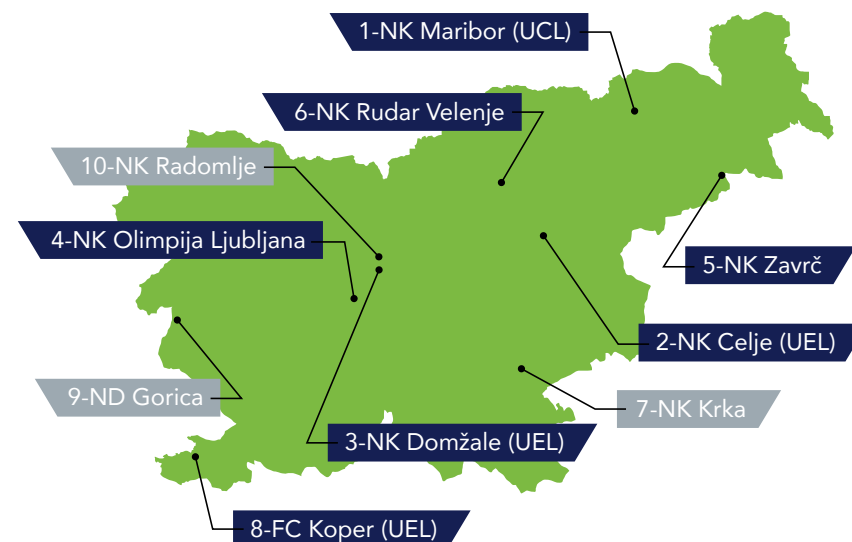 1-NK Maribor (UCL)
6-NK Rudar Velenje
10-NK Radomlje
4-NK Olimpija Ljubljana
5-NK Zavrč
2-NK Celje (UEL)
9-ND Gorica
7-NK Krka
3-NK Domžale (UEL)
8-FC Koper (UEL)